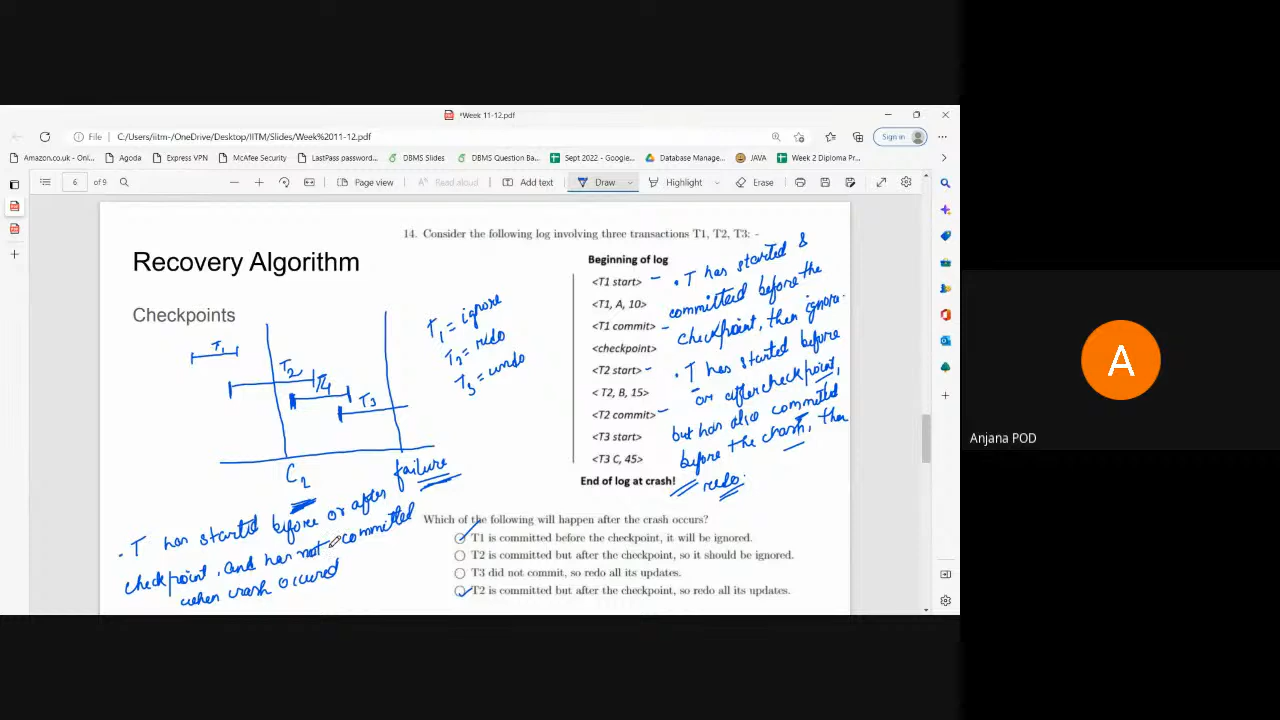 *Week 11-12.pdf
File
C:/Users/iitm-/OneDrive/Desktop/IITM/Slides/Week%2011-12.pdf
Sign in
Amazon.co.uk - Onl...
Agoda
Express VPN
McAfee Security
LastPass password...
DBMS Slides
DBMS Question Ba...
Sept 2022 - Google...
Database Manage...
JAVA
Week 2 Diploma Pr...
6
of 9
Page view
Read aloud
Add text
Draw
Highlight
Erase
14. Consider the following log involving three transactions T1, T2, T3: -
Recovery Algorithm
Checkpoints
T1
T2
T4
T3
C2
failure
T1 = ignore
T2 = redo
T3 = undo
Beginning of log
<T1 start>
<T1, A, 10>
<T1 commit>
<checkpoint>
<T2 start>
< T2, B, 15>
<T2 commit>
<T3 start>
<T3 C, 45>
End of log at crash!
• T has started &
committed before the
checkpoint, then ignore.
• T has started before
or after checkpoint,
but has also committed
before the crash, then
redo.
• T has started before or after
checkpoint, and has not committed
when crash occured
Which of the following will happen after the crash occurs?
T1 is committed before the checkpoint, it will be ignored.
T2 is committed but after the checkpoint, so it should be ignored.
T3 did not commit, so redo all its updates.
T2 is committed but after the checkpoint, so redo all its updates.
A
Anjana POD